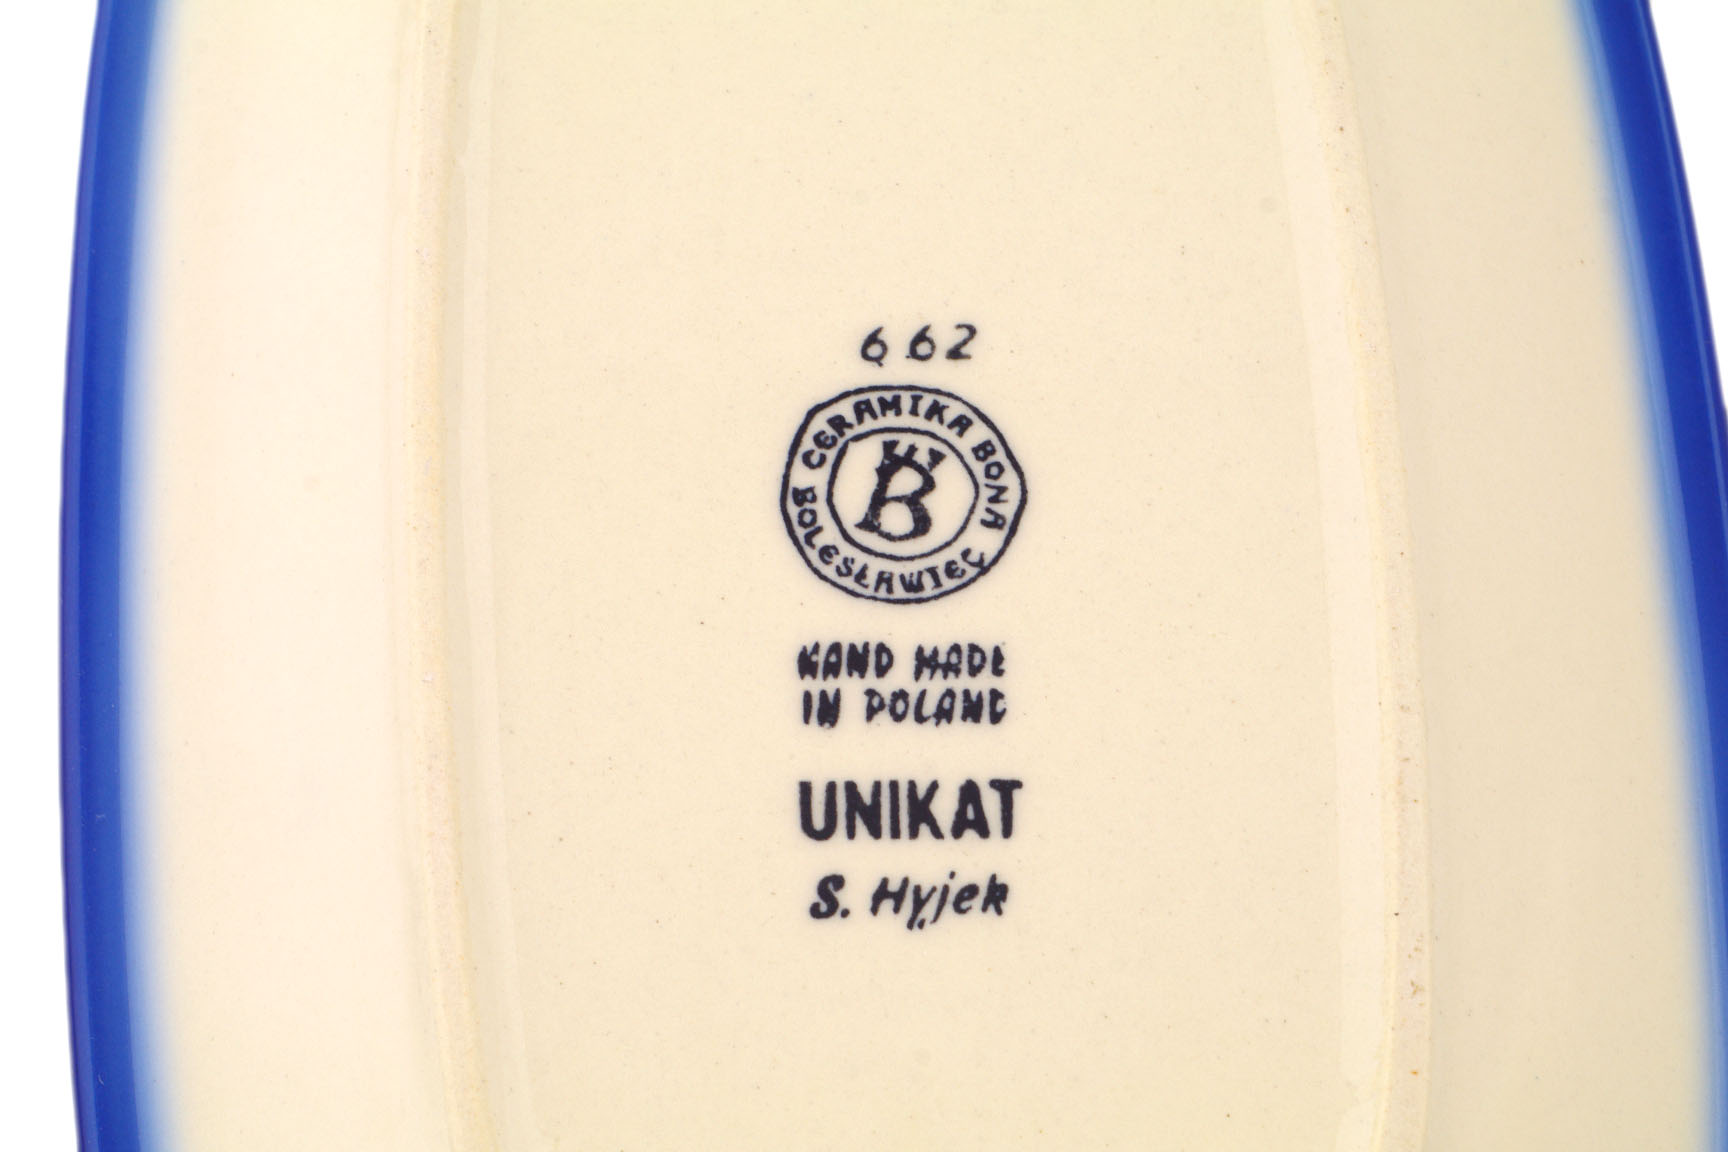 662
CERAMIKA BONA
B
BOLESŁAWIEC
HAND MADE
IN POLAND
UNIKAT
S. Hyjek